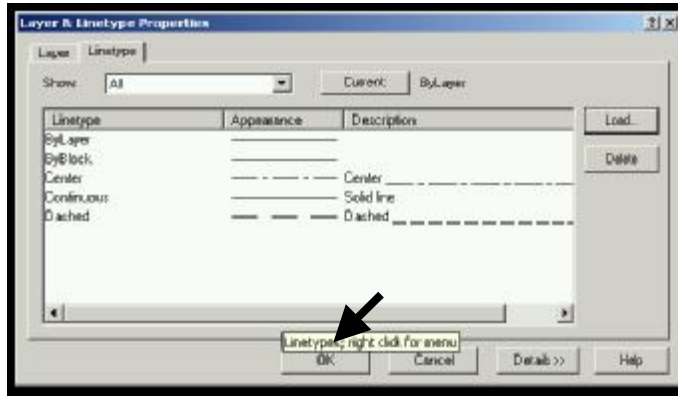 Layer & Linetype Properties
Layer Linetype
Show: All Current: ByLayer
Linetype Appearance Description Load...
ByLayer
ByBlock Delete
Center Center
Continuous Solid line
Dashed Dashed
Linetypes; right click for menu
OK Cancel Details >> Help